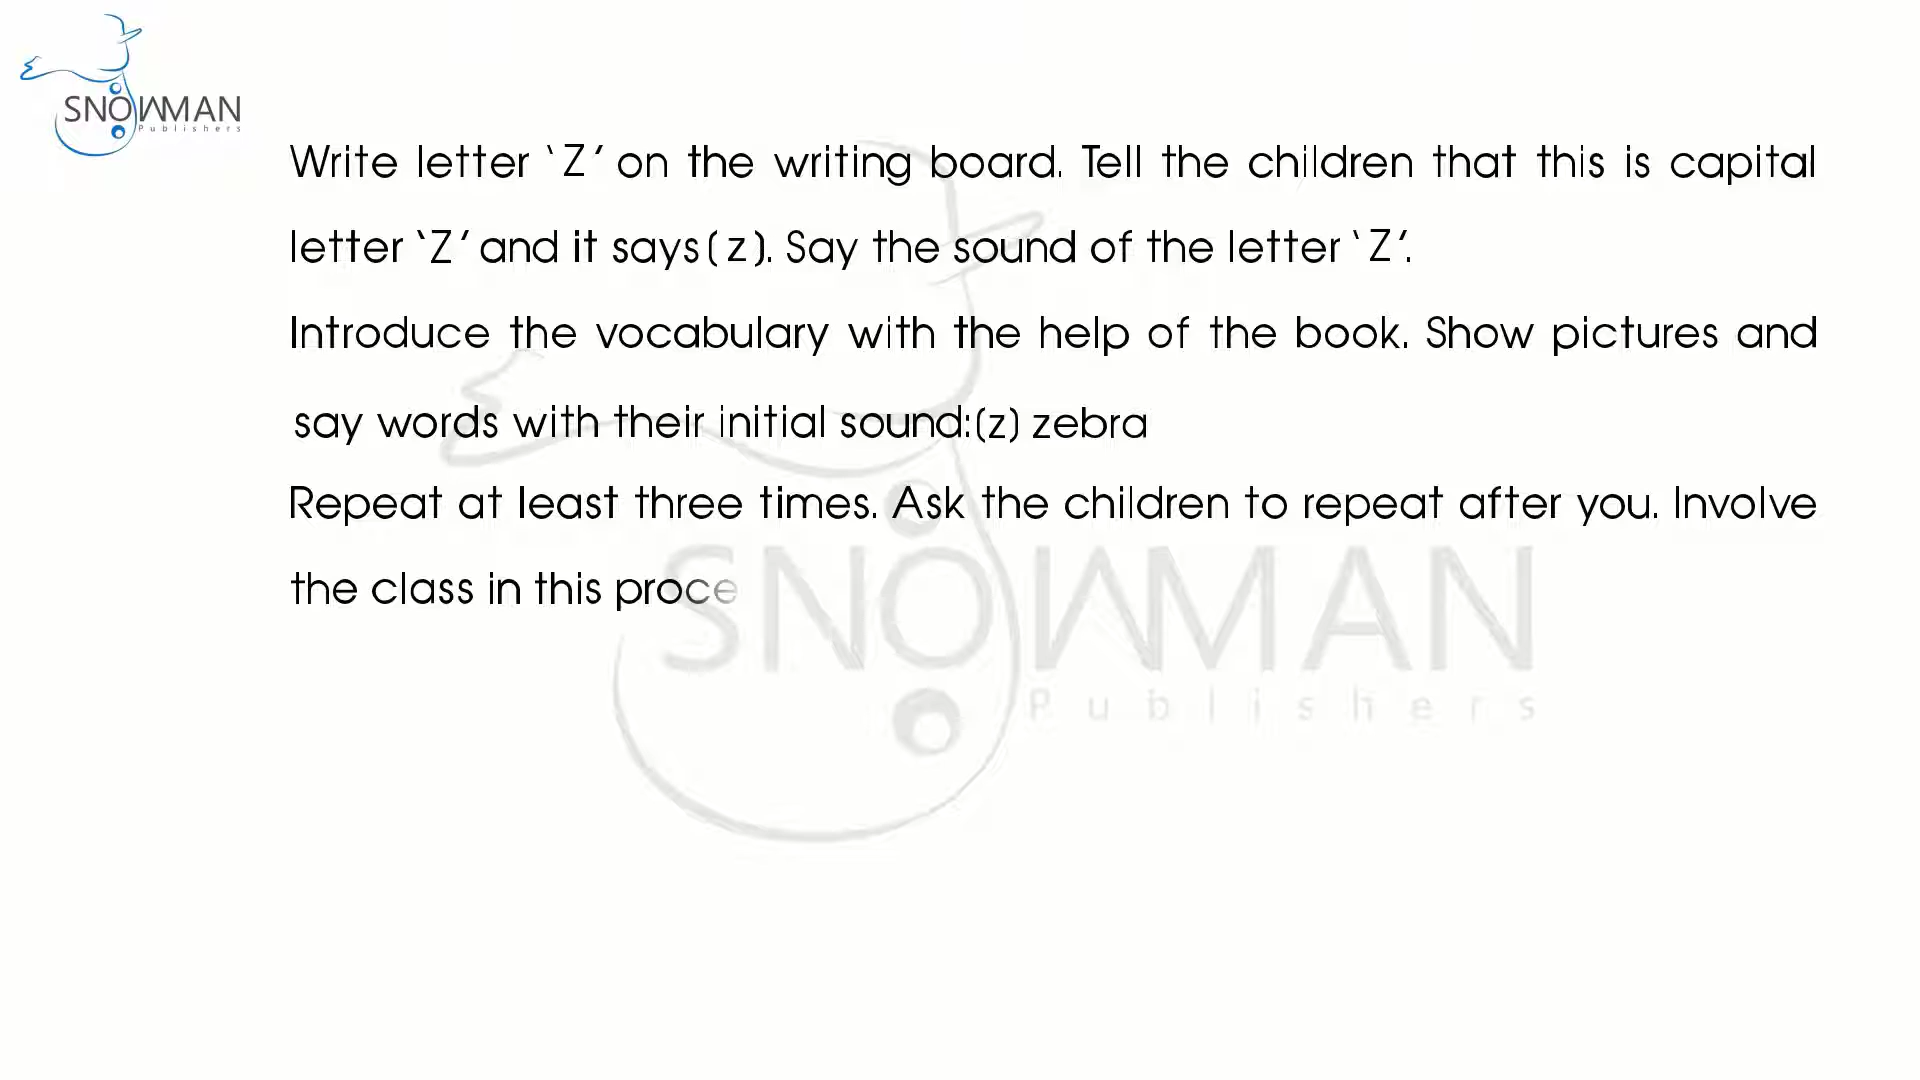 SNOWMAN
Publishers
Write letter ‘Z’ on the writing board. Tell the children that this is capital
letter ‘Z’ and it says(z). Say the sound of the letter ‘Z’.
Introduce the vocabulary with the help of the book. Show pictures and
say words with their initial sound:(z) zebra
Repeat at least three times. Ask the children to repeat after you. Involve
the class in this proce
SNOWMAN
Publishers